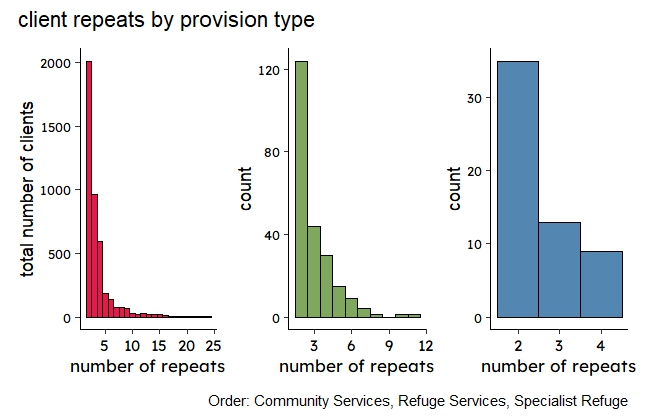 client repeats by provision type
total number of clients
2000
1500
1000
500
0
5 10 15 20 25
number of repeats
count
120
80
40
0
3 6 9 12
number of repeats
count
30
20
10
0
2 3 4
number of repeats
Order: Community Services, Refuge Services, Specialist Refuge